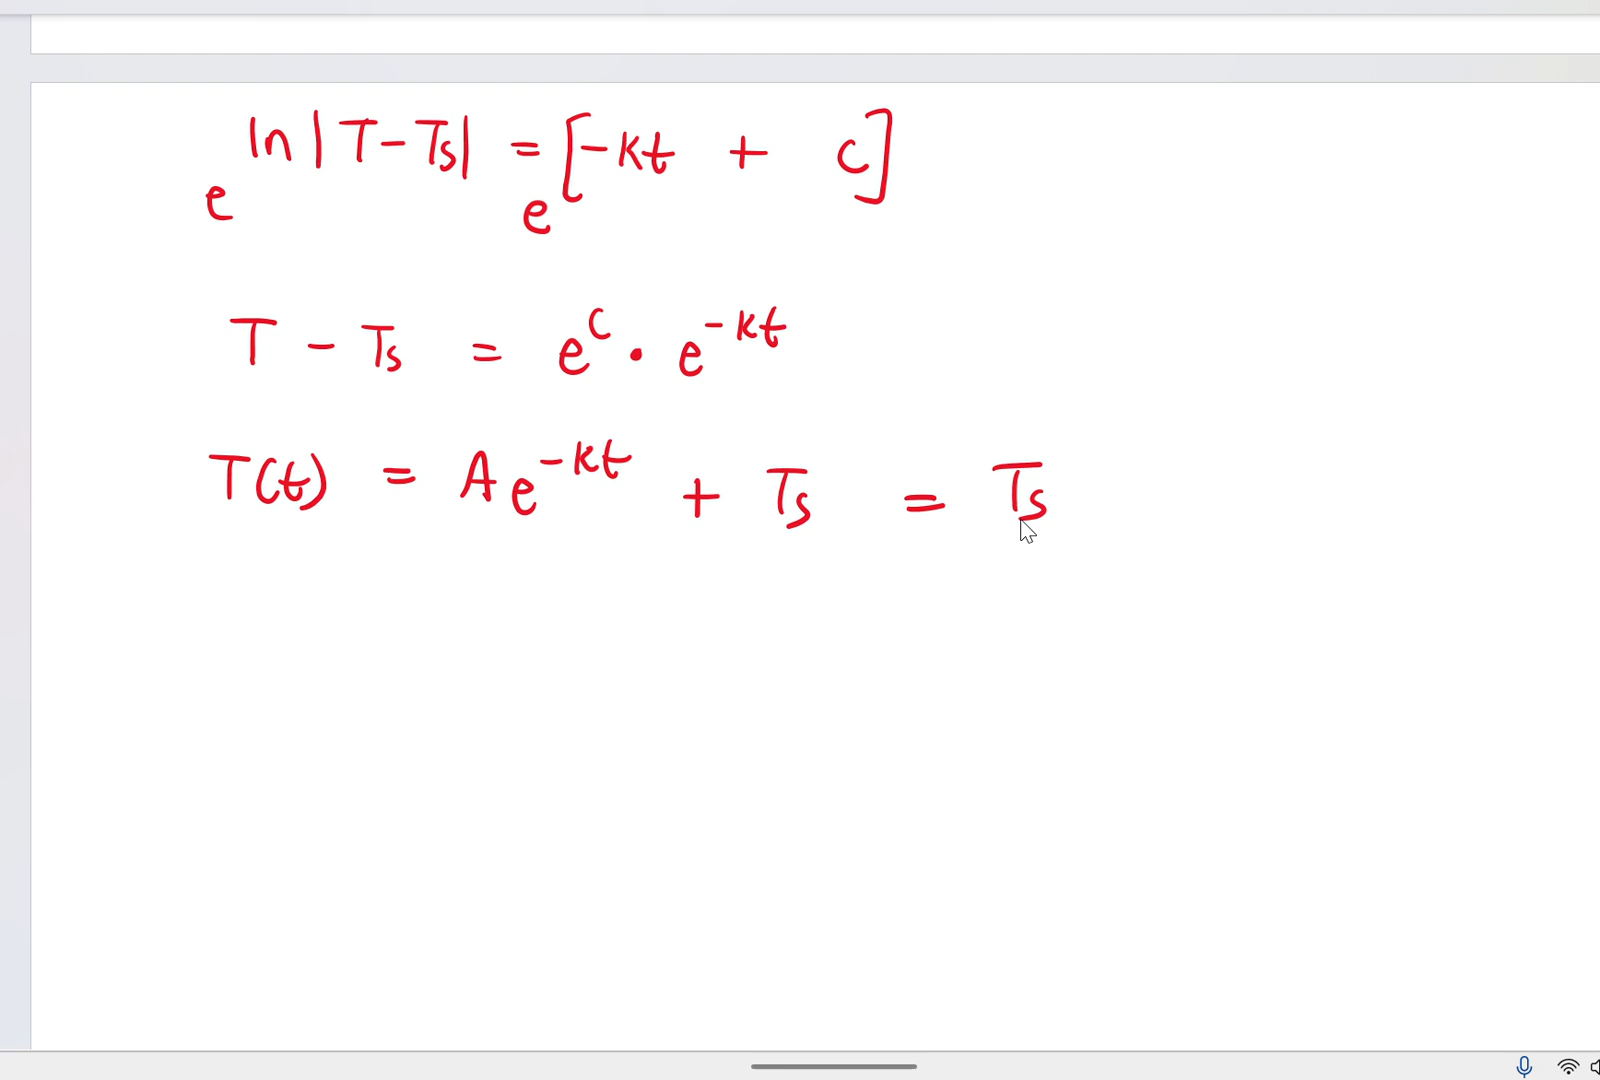 e^{ln|T-Ts|} = e^{[-kt + c]}
T - Ts = e^c • e^{-kt}
T(t) = Ae^{-kt} + Ts = Ts